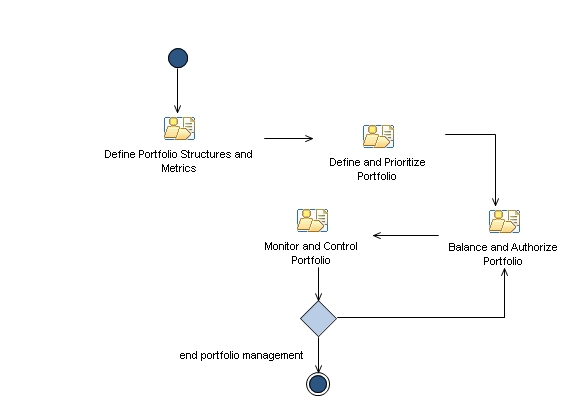 Define Portfolio Structures and
Metrics
Define and Prioritize
Portfolio
Monitor and Control
Portfolio
Balance and Authorize
Portfolio
end portfolio management